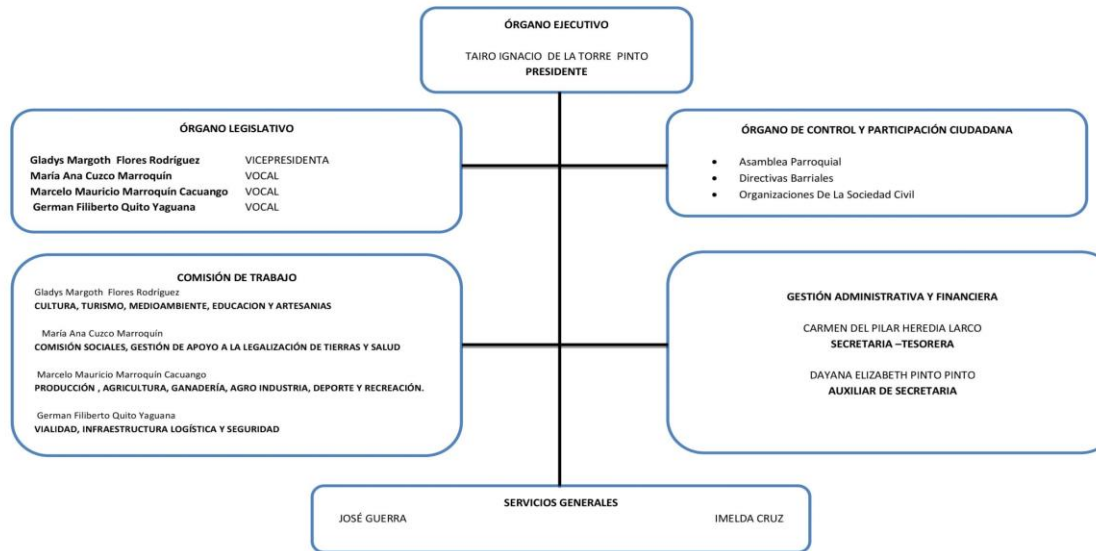 ÓRGANO EJECUTIVO
TAIRO IGNACIO DE LA TORRE PINTO
PRESIDENTE
ÓRGANO LEGISLATIVO
Gladys Margoth Flores Rodríguez VICEPRESIDENTA
María Ana Cuzco Marroquín VOCAL
Marcelo Mauricio Marroquín Cacuango VOCAL
German Filiberto Quito Yaguana VOCAL
ÓRGANO DE CONTROL Y PARTICIPACIÓN CIUDADANA
• Asamblea Parroquial
• Directivas Barriales
• Organizaciones De La Sociedad Civil
COMISIÓN DE TRABAJO
Gladys Margoth Flores Rodríguez
CULTURA, TURISMO, MEDIOAMBIENTE, EDUCACION Y ARTESANIAS
María Ana Cuzco Marroquín
COMISIÓN SOCIALES, GESTIÓN DE APOYO A LA LEGALIZACIÓN DE TIERRAS Y SALUD
Marcelo Mauricio Marroquín Cacuango
PRODUCCIÓN , AGRICULTURA, GANADERÍA, AGRO INDUSTRIA, DEPORTE Y RECREACIÓN.
German Filiberto Quito Yaguana
VIALIDAD, INFRAESTRUCTURA LOGÍSTICA Y SEGURIDAD
GESTIÓN ADMINISTRATIVA Y FINANCIERA
CARMEN DEL PILAR HEREDIA LARCO
SECRETARIA –TESORERA
DAYANA ELIZABETH PINTO PINTO
AUXILIAR DE SECRETARIA
SERVICIOS GENERALES
JOSÉ GUERRA IMELDA CRUZ